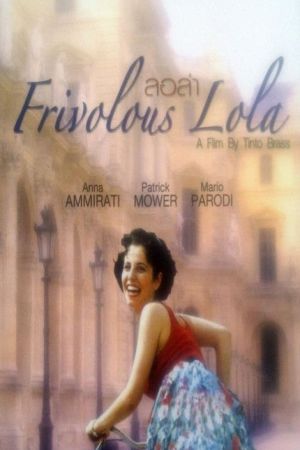 ลอล่า
Frivolous Lola
A Film By Tinto Brass
Anna Patrick Mario
AMMIRATI MOWER PARODI